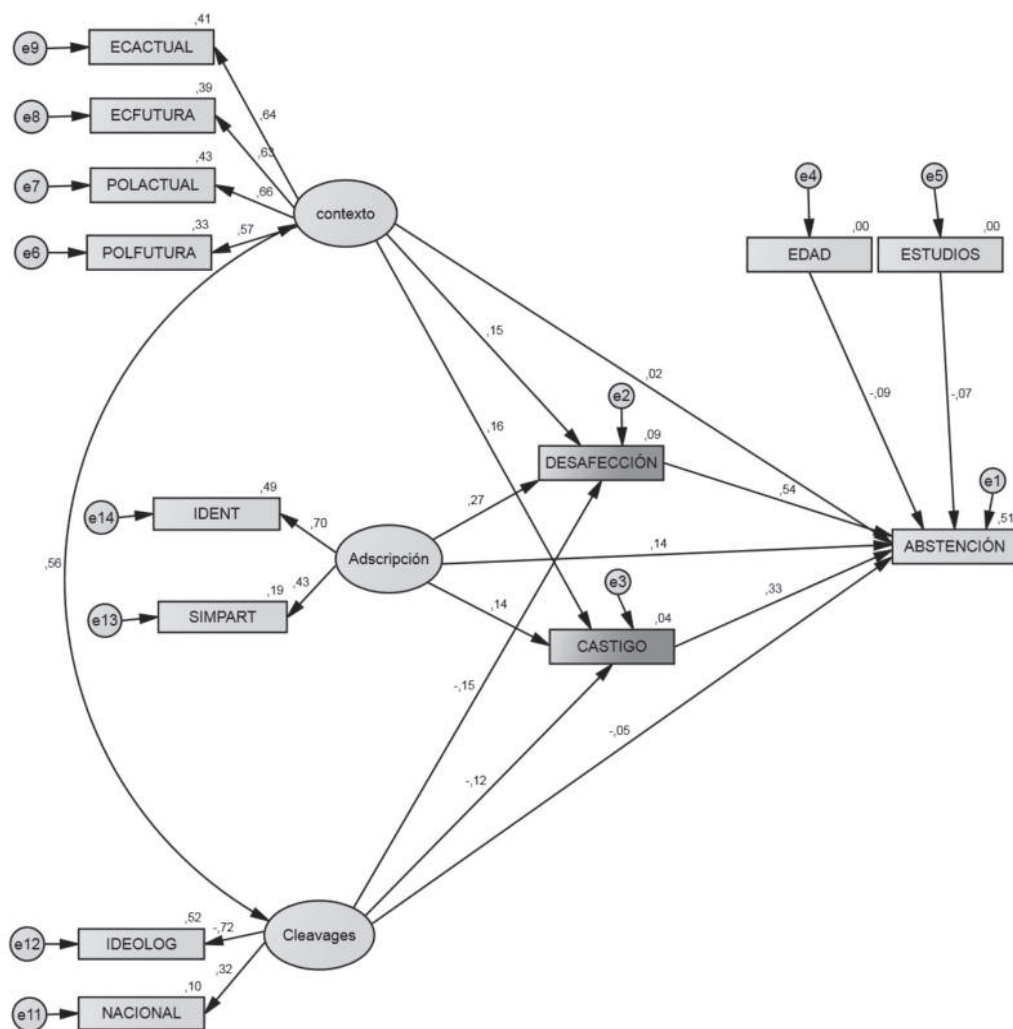 ,41
e9
ECACTUAL
,39
,64
e8
ECFUTURA
,43
,63
e7
POLACTUAL
,66
contexto
,33
,57
e6
POLFUTURA
e4
e5
,00
,00
EDAD
ESTUDIOS
,15
,02
-,09
-,07
e2
,16
,09
DESAFECCIÓN
,49
e14
IDENT
,27
,54
e1
,70
,51
Adscripción
,14
ABSTENCIÓN
,56
,19
,43
e3
,33
e13
SIMPART
,14
,04
CASTIGO
-,15
-,05
-,12
,52
-,72
Cleavages
e12
IDEOLOG
,32
,10
e11
NACIONAL